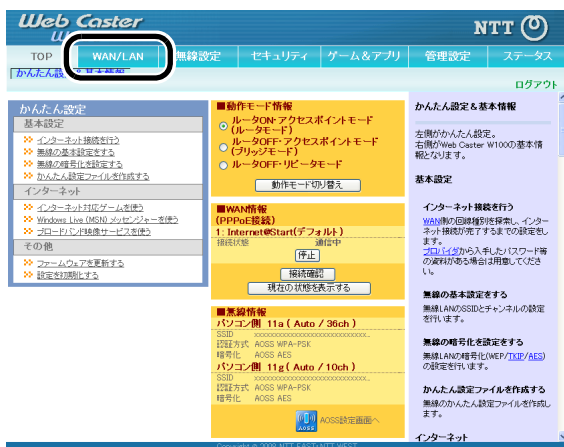 Web Caster
NTT
TOP WAN/LAN 無線設定 セキュリティ ゲーム&アプリ 管理設定 ステータス
かんたん設定&基本情報
ログアウト
かんたん設定
基本設定
インターネット接続を行う
無線の基本設定をする
無線の暗号化を設定する
かんたん設定ファイルを作成する
インターネット
インターネット対応ゲームを使う
Windows Live (MSN) メッセンジャーを使う
ブロードバンド映像サービスを使う
その他
ファームウェアを更新する
設定を初期化する
■動作モード情報
ルータON・アクセスポイントモード
(ルータモード)
ルータOFF・アクセスポイントモード
(ブリッジモード)
ルータOFF・リピータモード
動作モード切り替え
■WAN情報
(PPPoE接続)
1: Internet@Start(デフォルト)
接続状態 通信中
停止
接続確認
現在の状態を表示する
■無線情報
パソコン側 11a ( Auto / 36ch )
SSID xxxxxxxxxxxxxxxxxxxxxxxxxx..
認証方式 AOSS WPA-PSK
暗号化 AOSS AES
パソコン側 11g ( Auto / 10ch )
SSID xxxxxxxxxxxxxxxxxxxxxxxxxx..
認証方式 AOSS WPA-PSK
暗号化 AOSS AES
AOSS
AOSS設定画面へ
かんたん設定&基本情報
左側がかんたん設定。
右側がWeb Caster W100の基本情
報となります。
基本設定
インターネット接続を行う
WAN側の回線種別を探索し、インター
ネット接続が完了するまでの設定をし
ます。
プロバイダから入手したパスワード等
の資料がある場合は用意してくださ
い。
無線の基本設定をする
無線LANのSSIDとチャンネルの設定
を行います。
無線の暗号化を設定をする
無線LANの暗号化(WEP/TKIP/AES)
の設定を行います。
かんたん設定ファイルを作成する
無線のかんたん設定ファイルを作成し
ます。
インターネット
Copyright © 2008 NTT EAST・NTT WEST